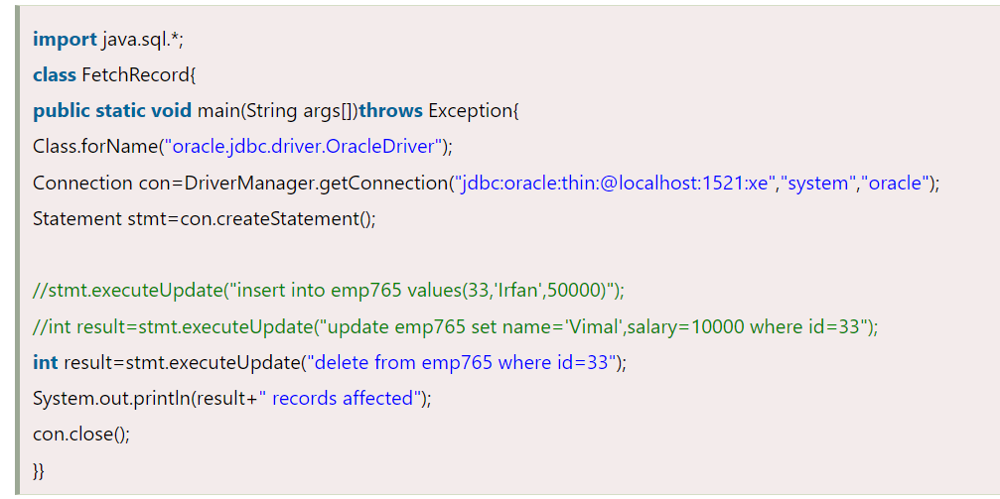 import java.sql.*;
class FetchRecord{
public static void main(String args[])throws Exception{
Class.forName("oracle.jdbc.driver.OracleDriver");
Connection con=DriverManager.getConnection("jdbc:oracle:thin:@localhost:1521:xe","system","oracle");
Statement stmt=con.createStatement();
//stmt.executeUpdate("insert into emp765 values(33,'Irfan',50000)");
//int result=stmt.executeUpdate("update emp765 set name='Vimal',salary=10000 where id=33");
int result=stmt.executeUpdate("delete from emp765 where id=33");
System.out.println(result+" records affected");
con.close();
}}